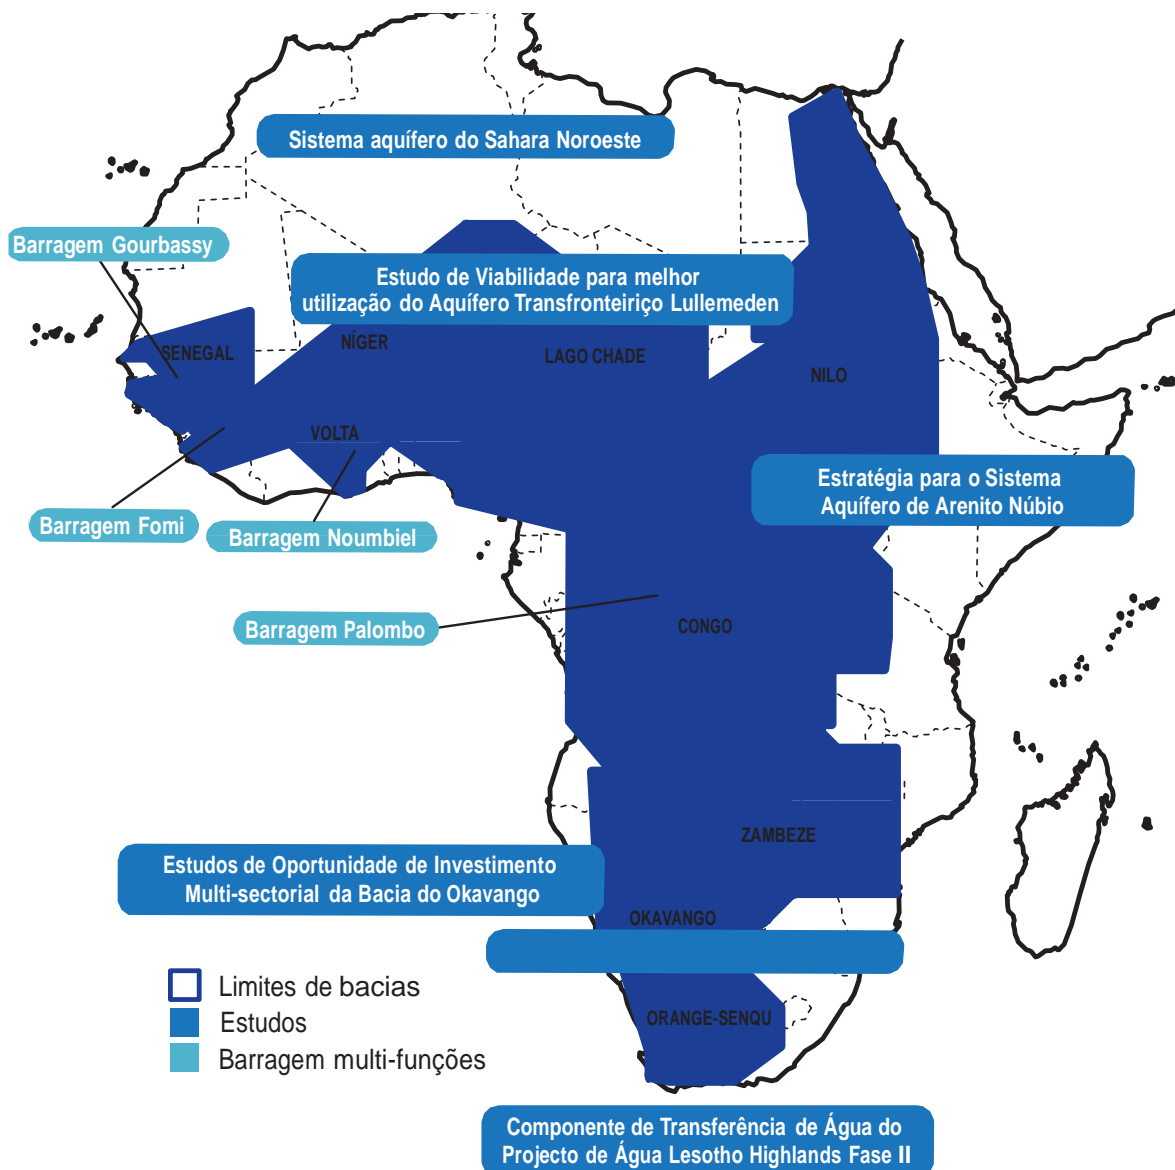 Sistema aquífero do Sahara Noroeste
Barragem Gourbassy
Estudo de Viabilidade para melhor
utilização do Aquífero Transfronteiriço Lullemeden
SENEGAL
NÍGER
LAGO CHADE
NILO
VOLTA
Estratégia para o Sistema
Aquífero de Arenito Núbio
Barragem Fomi
Barragem Noumbiel
Barragem Palombo
CONGO
ZAMBEZE
Estudos de Oportunidade de Investimento
Multi-sectorial da Bacia do Okavango
OKAVANGO
Limites de bacias
Estudos
Barragem multi-funções
ORANGE-SENQU
Componente de Transferência de Água do
Projecto de Água Lesotho Highlands Fase II